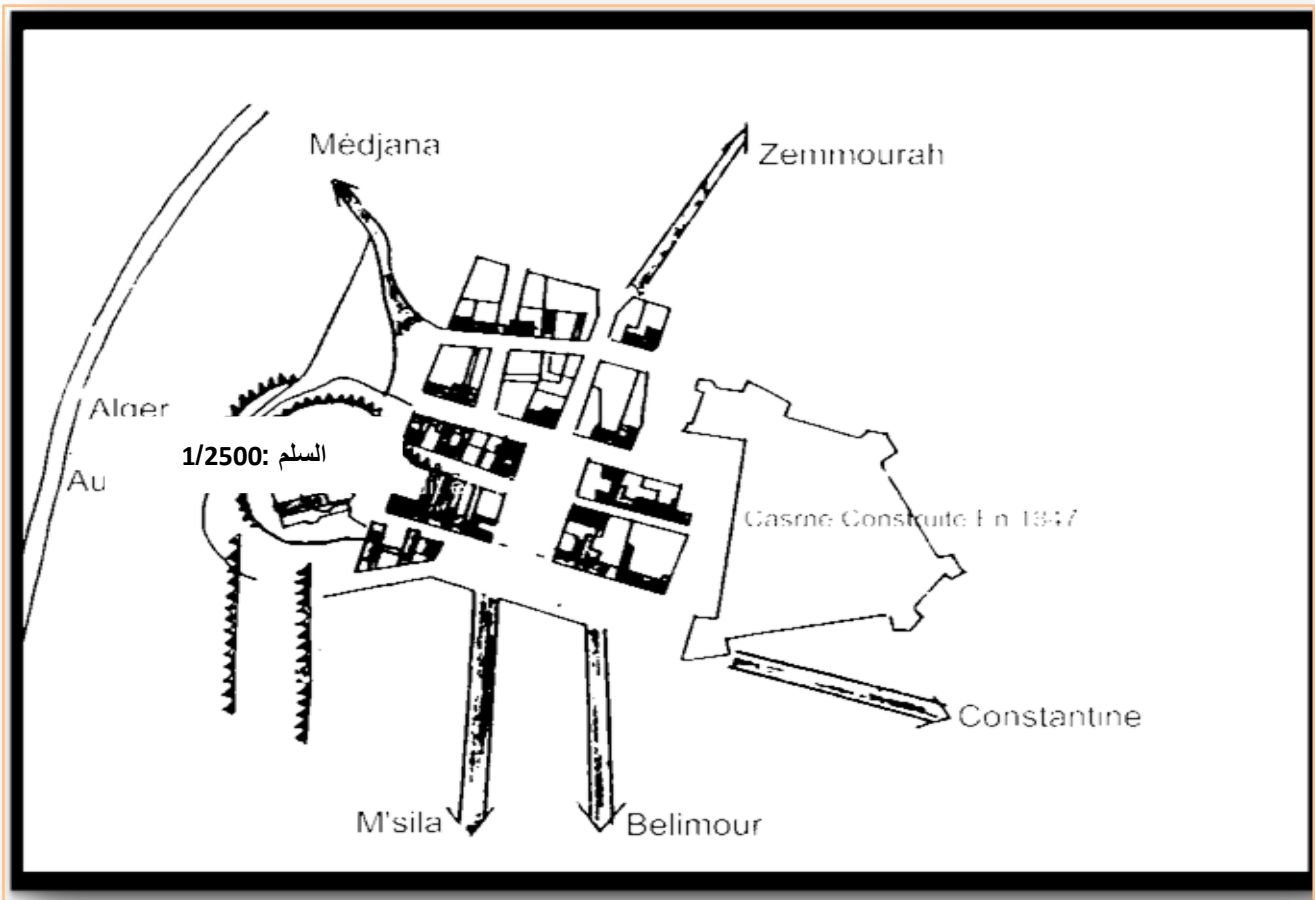 Médjana
Zemmourah
Alger
السلم :1/2500
Au
Casrne Construite En 1847
Constantine
M'sila
Belimour